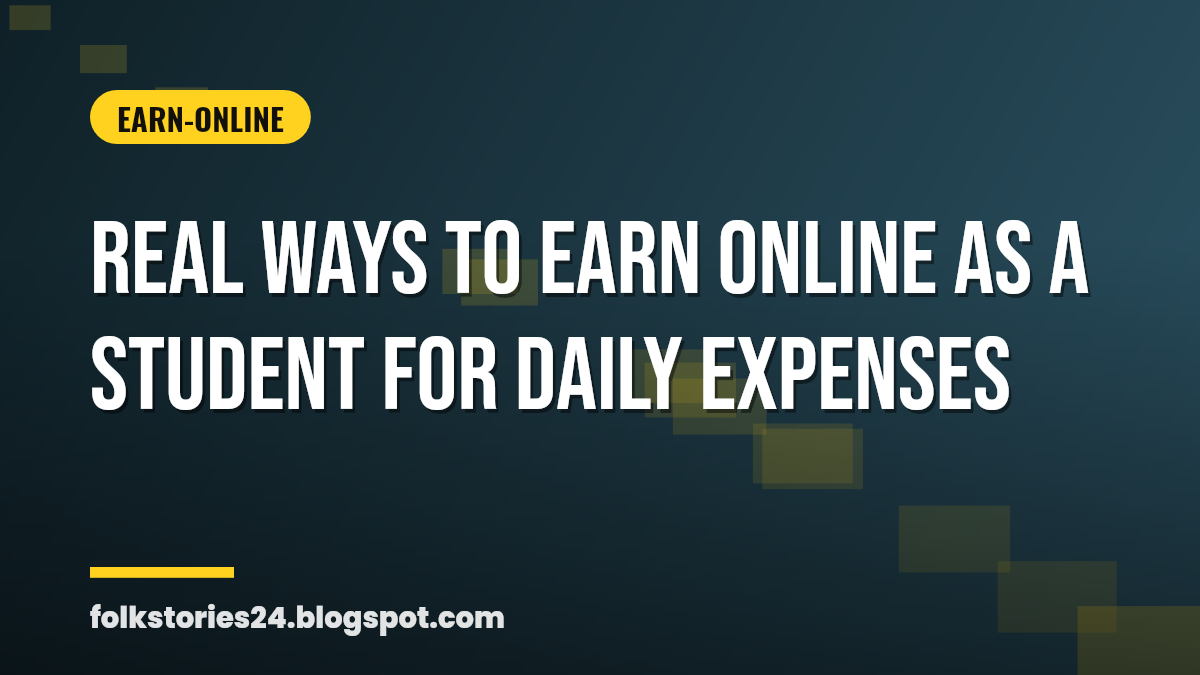 EARN-ONLINE
REAL WAYS TO EARN ONLINE AS A
STUDENT FOR DAILY EXPENSES
folkstories24.blogspot.com